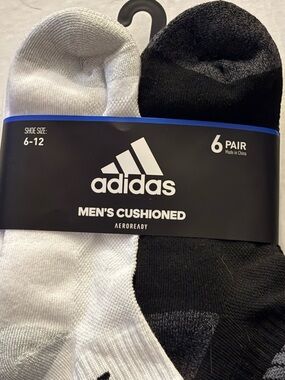 SHOE SIZE:
6-12
6 PAIR
Made in China
adidas
MEN'S CUSHIONED
AEROREADY